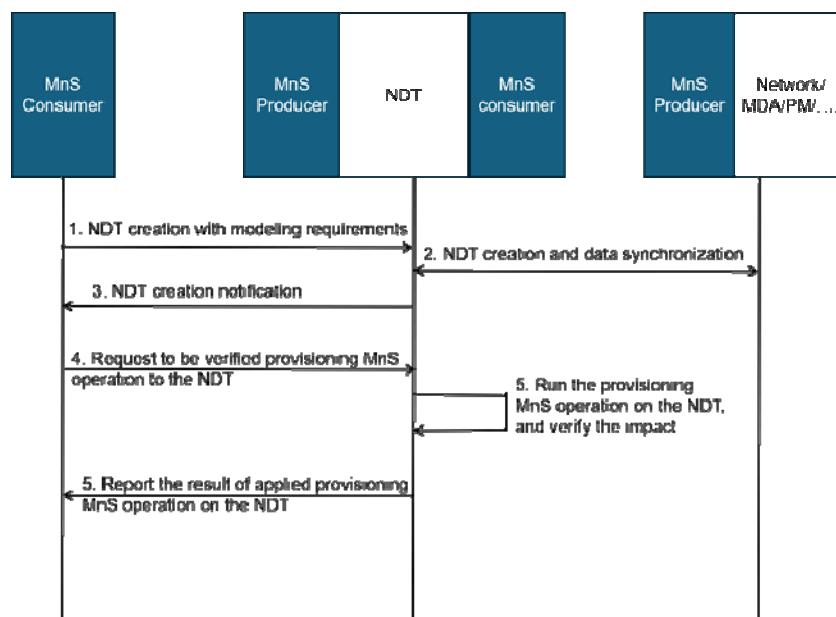 MnS
Consumer
MnS
Producer
NDT
MnS
consumer
MnS
Producer
Network/
MDA/PM/…
1. NDT creation with modeling requirements
2. NDT creation and data synchronization
3. NDT creation notification
4. Request to be verified provisioning MnS
operation to the NDT
5. Run the provisioning
MnS operation on the NDT,
and verify the impact
5. Report the result of applied provisioning
MnS operation on the NDT